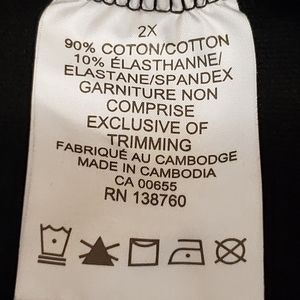 2X
90% COTON/COTTON
10% ÉLASTHANNE/
ELASTANE/SPANDEX
GARNITURE NON
COMPRISE
EXCLUSIVE OF
TRIMMING
FABRIQUÉ AU CAMBODGE
MADE IN CAMBODIA
CA 00655
RN 138760